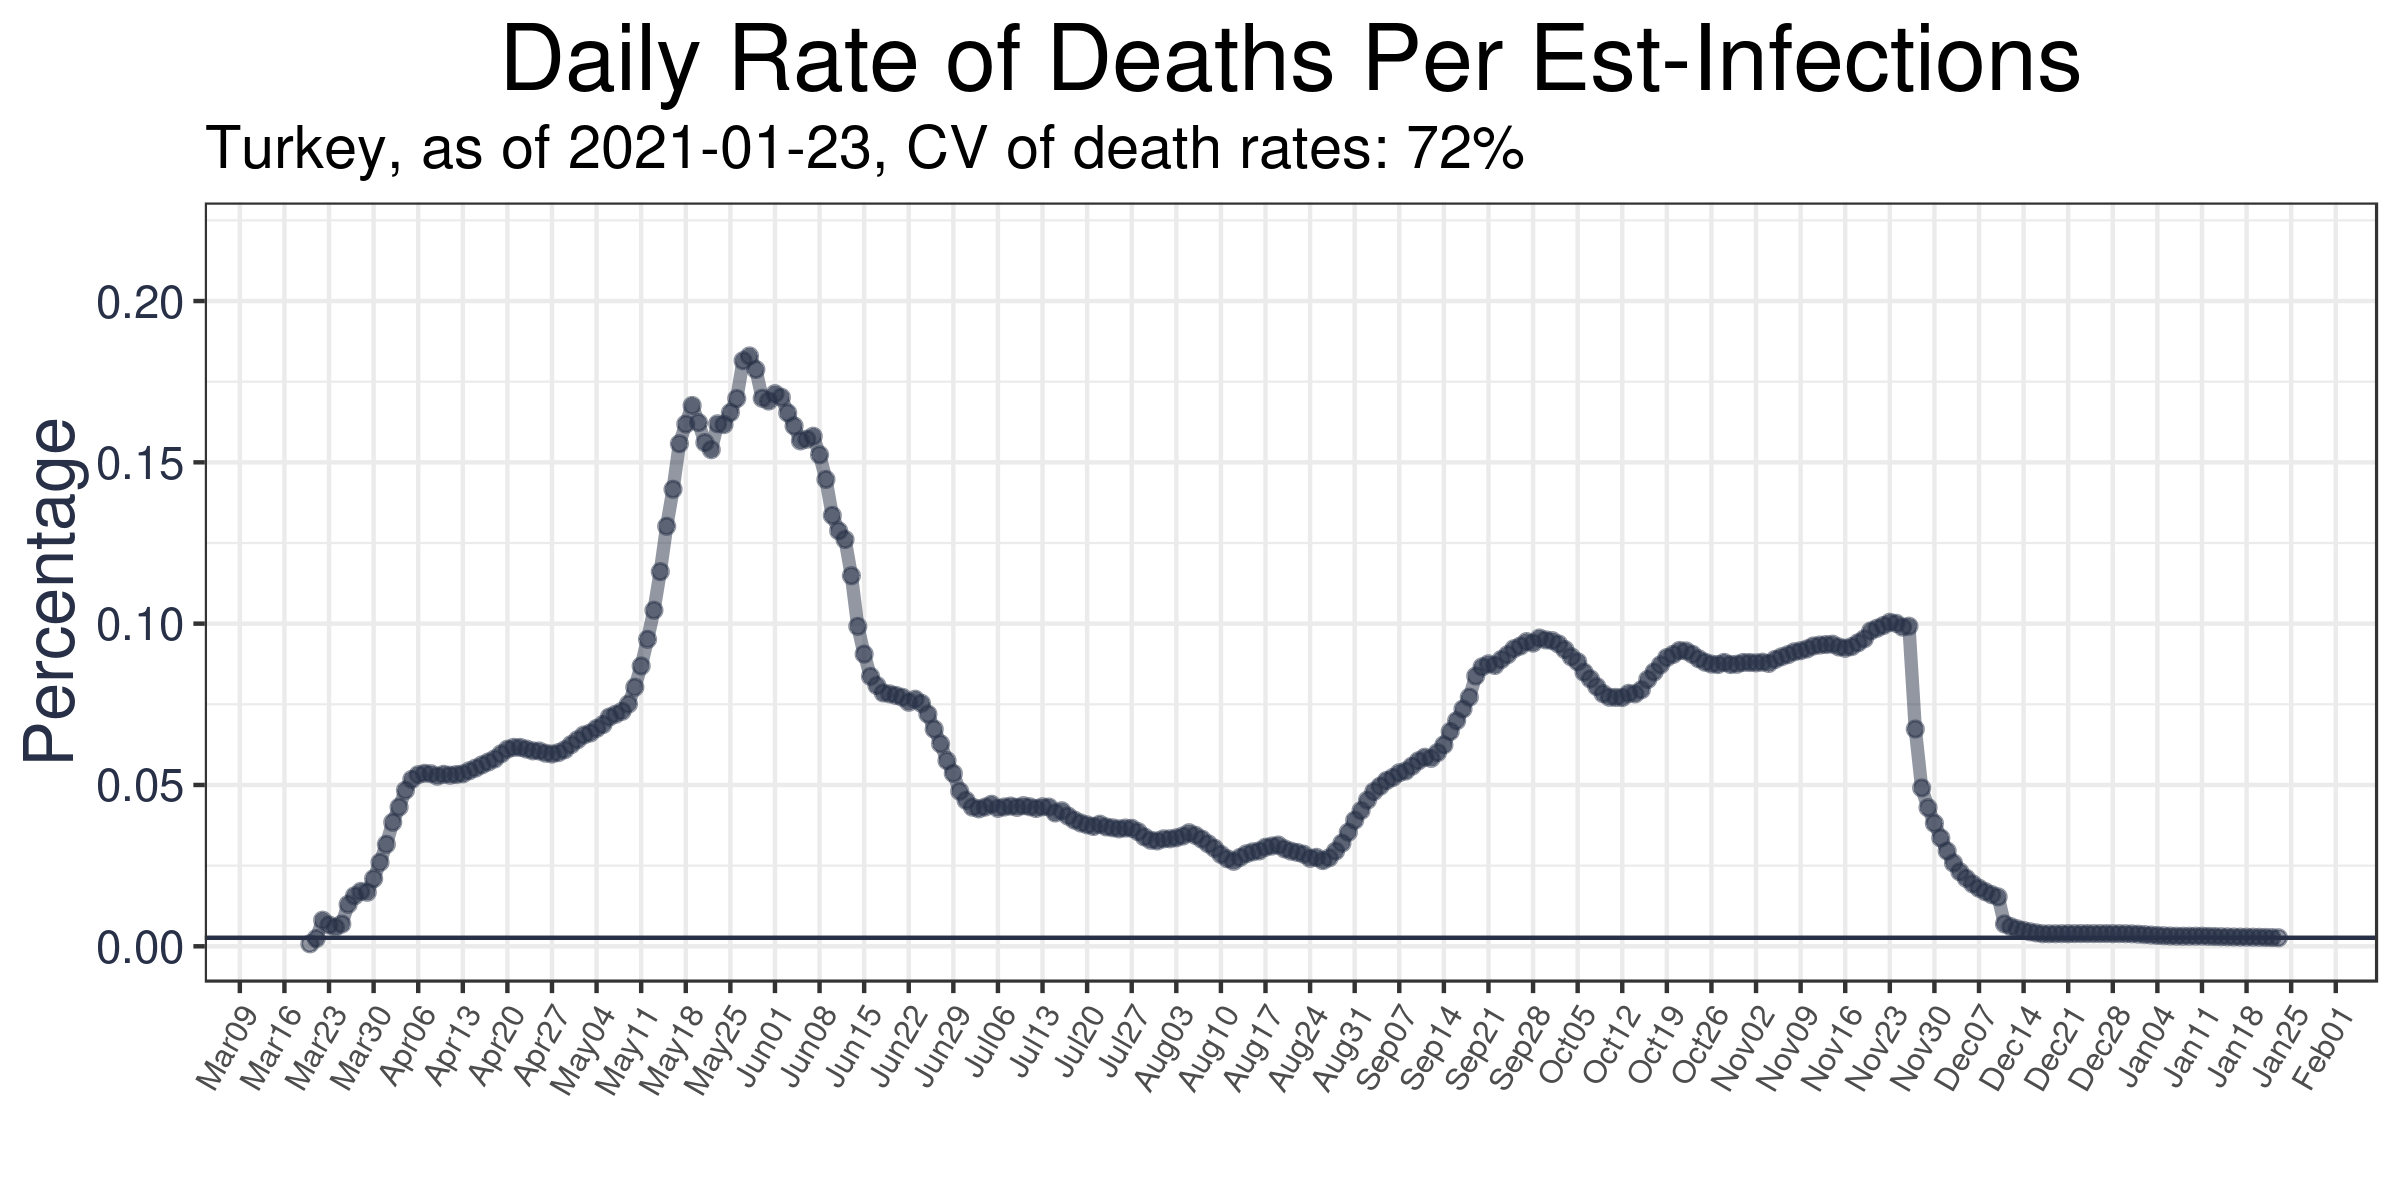 Daily Rate of Deaths Per Est-Infections
Turkey, as of 2021-01-23, CV of death rates: 72%
Percentage
0.20
0.15
0.10
0.05
0.00
Mar09
Mar16
Mar23
Mar30
Apr06
Apr13
Apr20
Apr27
May04
May11
May18
May25
Jun01
Jun08
Jun15
Jun22
Jun29
Jul06
Jul13
Jul20
Jul27
Aug03
Aug10
Aug17
Aug24
Aug31
Sep07
Sep14
Sep21
Sep28
Oct05
Oct12
Oct19
Oct26
Nov02
Nov09
Nov16
Nov23
Nov30
Dec07
Dec14
Dec21
Dec28
Jan04
Jan11
Jan18
Jan25
Feb01